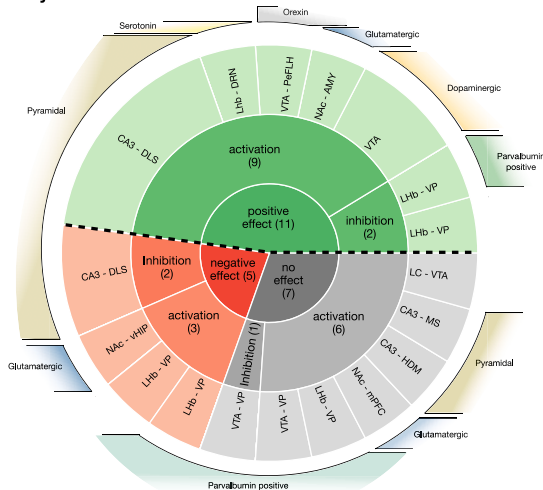 Orexin
Serotonin
Glutamatergic
Dopaminergic
Pyramidal
Parvalbumin
positive
CA3 - DLS
LHb - DRN
VTA - PeFLH
NAc - AMY
VTA
LHb - VP
LHb - VP
activation
(9)
inhibition
(2)
positive
effect (11)
negative
effect (5)
no
effect
(7)
Inhibition
(2)
activation
(3)
Inhibition (1)
activation
(6)
CA3 - DLS
NAc - vHIP
LHb - VP
LHb - VP
VTA - VP
VTA - VP
LHb - VP
NAc - mPFC
CA3 - HDM
CA3 - MS
LC - VTA
Glutamatergic
Pyramidal
Glutamatergic
Parvalbumin positive